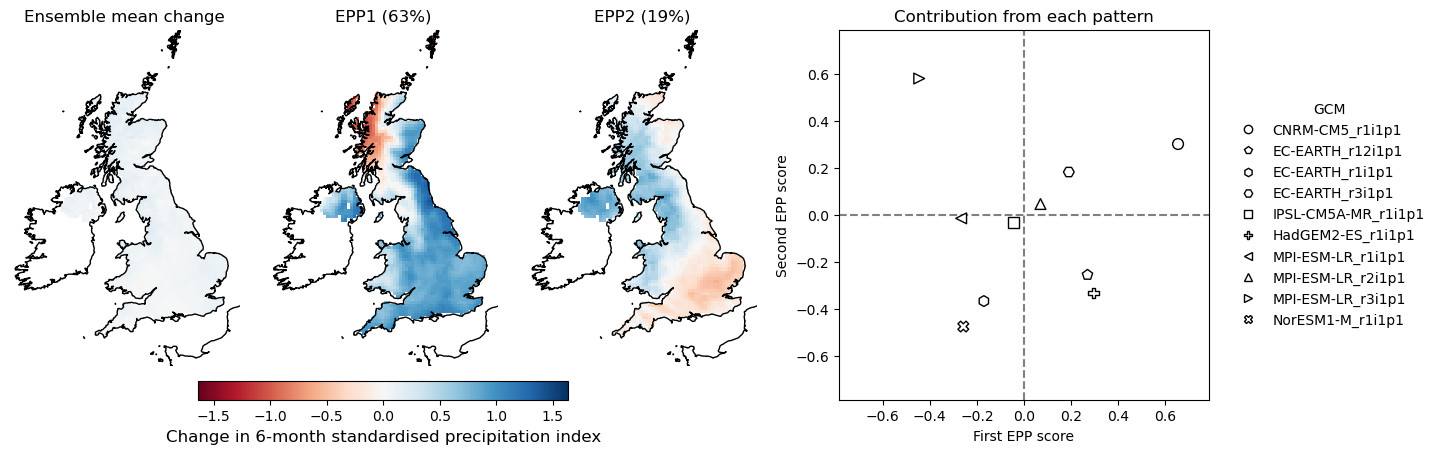 Ensemble mean change
EPP1 (63%)
EPP2 (19%)
Contribution from each pattern
−1.5 −1.0 −0.5 0.0 0.5 1.0 1.5
Change in 6-month standardised precipitation index
Second EPP score
0.6
0.4
0.2
0.0
−0.2
−0.4
−0.6
−0.6 −0.4 −0.2 0.0 0.2 0.4 0.6
First EPP score
GCM
CNRM-CM5_r1i1p1
EC-EARTH_r12i1p1
EC-EARTH_r1i1p1
EC-EARTH_r3i1p1
IPSL-CM5A-MR_r1i1p1
HadGEM2-ES_r1i1p1
MPI-ESM-LR_r1i1p1
MPI-ESM-LR_r2i1p1
MPI-ESM-LR_r3i1p1
NorESM1-M_r1i1p1